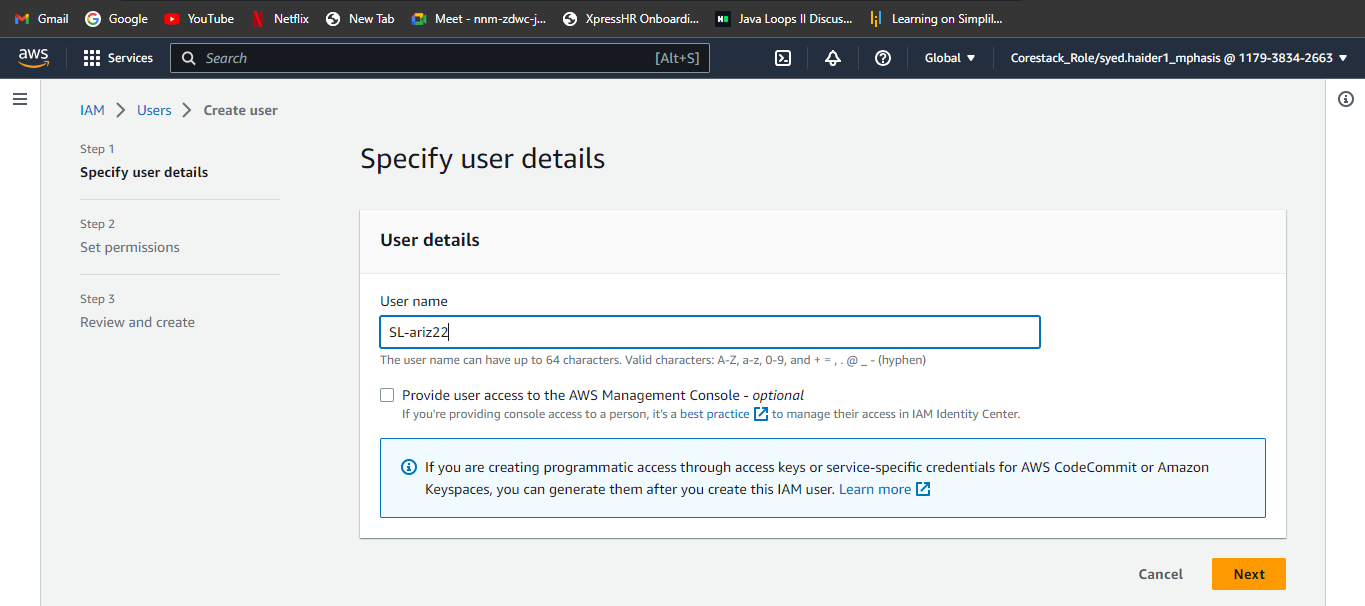 Gmail Google YouTube Netflix New Tab Meet - nnm-zdwc-j... XpressHR Onboardi... Java Loops II Discus... Learning on Simplil...
aws Services Search [Alt+S] Global Corestack_Role/syed.haider1_mphasis @ 1179-3834-2663
IAM Users Create user
Step 1
Specify user details
Step 2
Set permissions
Step 3
Review and create
Specify user details
User details
User name
SL-ariz22
The user name can have up to 64 characters. Valid characters: A-Z, a-z, 0-9, and + = , . @ _ - (hyphen)
Provide user access to the AWS Management Console - optional
If you're providing console access to a person, it's a best practice to manage their access in IAM Identity Center.
If you are creating programmatic access through access keys or service-specific credentials for AWS CodeCommit or Amazon
Keyspaces, you can generate them after you create this IAM user. Learn more
Cancel Next